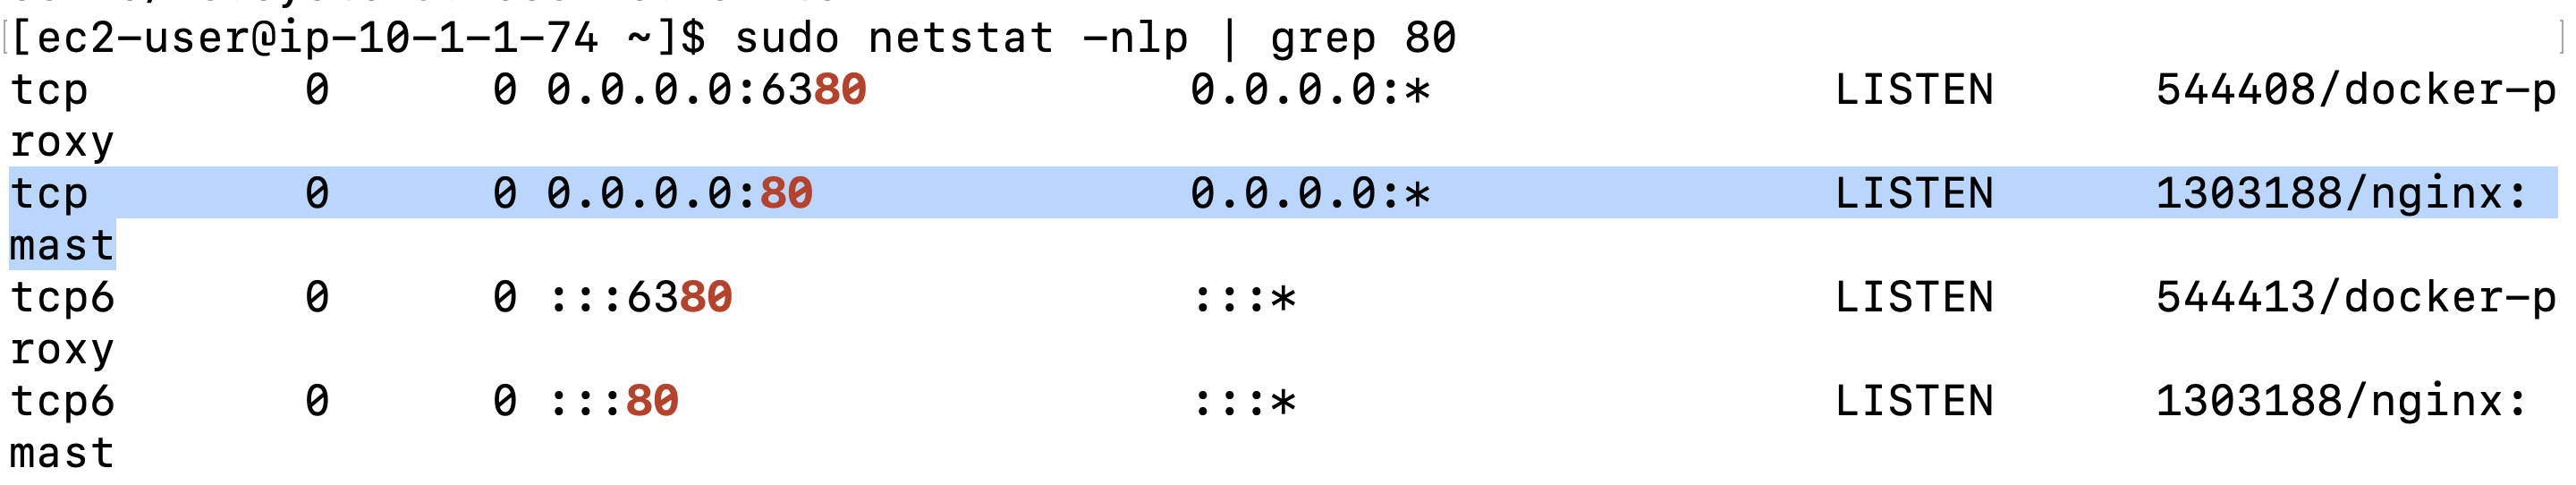 [ec2-user@ip-10-1-1-74 ~]$ sudo netstat -nlp | grep 80
tcp        0      0 0.0.0.0:6380            0.0.0.0:*               LISTEN      544408/docker-p
roxy
tcp        0      0 0.0.0.0:80              0.0.0.0:*               LISTEN      1303188/nginx:
mast
tcp6       0      0 :::6380                 :::*                    LISTEN      544413/docker-p
roxy
tcp6       0      0 :::80                   :::*                    LISTEN      1303188/nginx:
mast